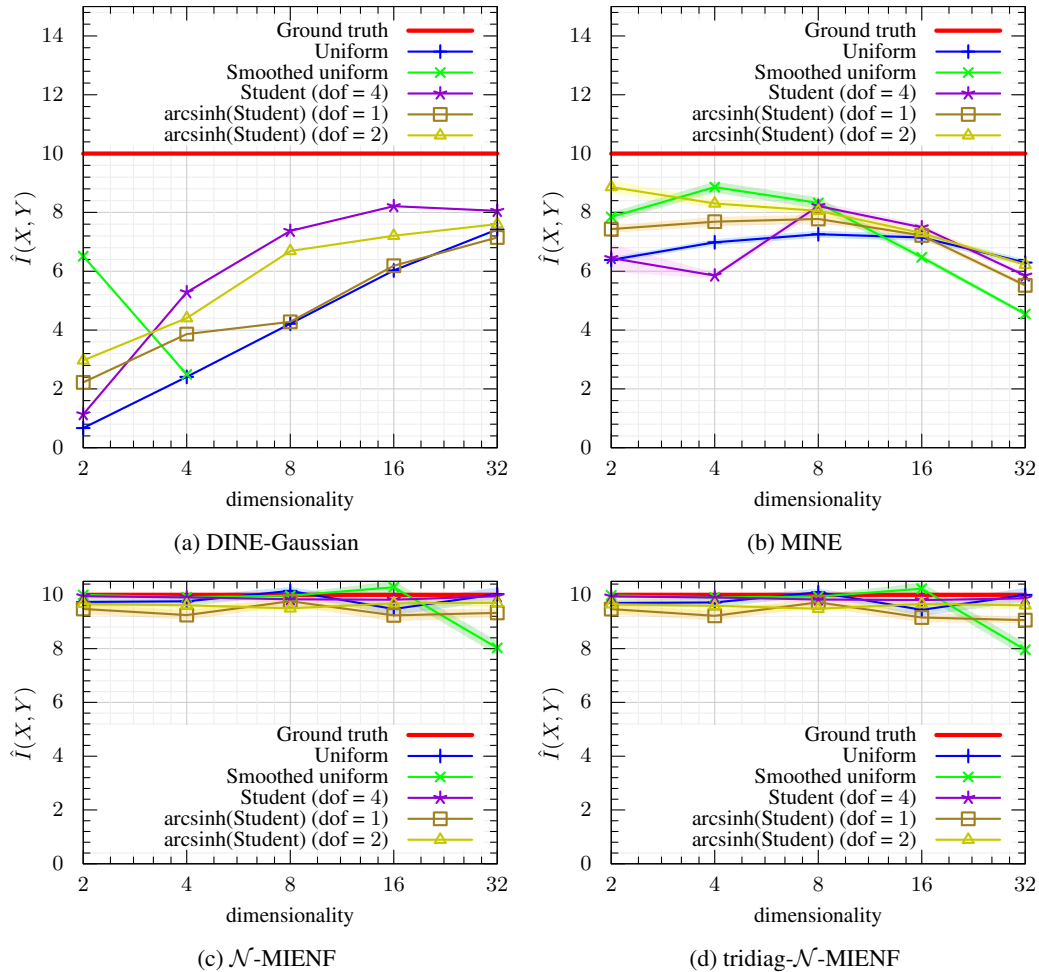 Ground truth
Uniform
Smoothed uniform
Student (dof = 4)
arcsinh(Student) (dof = 1)
arcsinh(Student) (dof = 2)
14
12
10
8
6
4
2
0
Î(X, Y)
2 4 8 16 32
dimensionality
(a) DINE-Gaussian
Ground truth
Uniform
Smoothed uniform
Student (dof = 4)
arcsinh(Student) (dof = 1)
arcsinh(Student) (dof = 2)
14
12
10
8
6
4
2
0
Î(X, Y)
2 4 8 16 32
dimensionality
(b) MINE
10
8
6
4
2
0
Î(X, Y)
Ground truth
Uniform
Smoothed uniform
Student (dof = 4)
arcsinh(Student) (dof = 1)
arcsinh(Student) (dof = 2)
2 4 8 16 32
dimensionality
(c) 𝒩-MIENF
10
8
6
4
2
0
Î(X, Y)
Ground truth
Uniform
Smoothed uniform
Student (dof = 4)
arcsinh(Student) (dof = 1)
arcsinh(Student) (dof = 2)
2 4 8 16 32
dimensionality
(d) tridiag-𝒩-MIENF